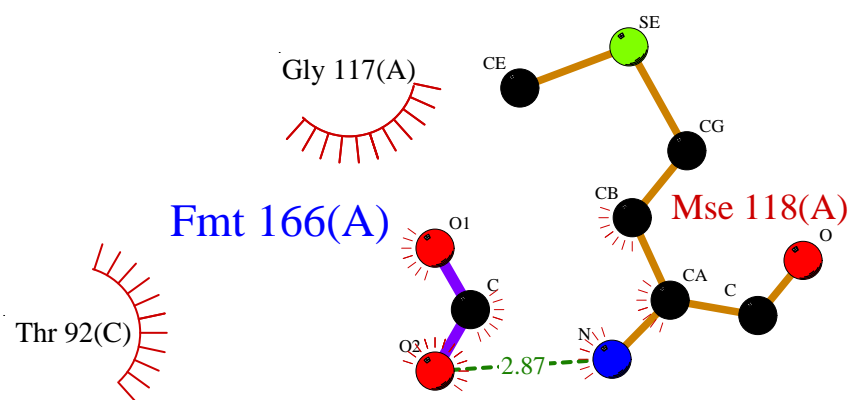 SE
CE
Gly 117(A)
CG
CB
Mse 118(A)
Fmt 166(A)
O1
O
CA
C
C
Thr 92(C)
N
O2
2.87